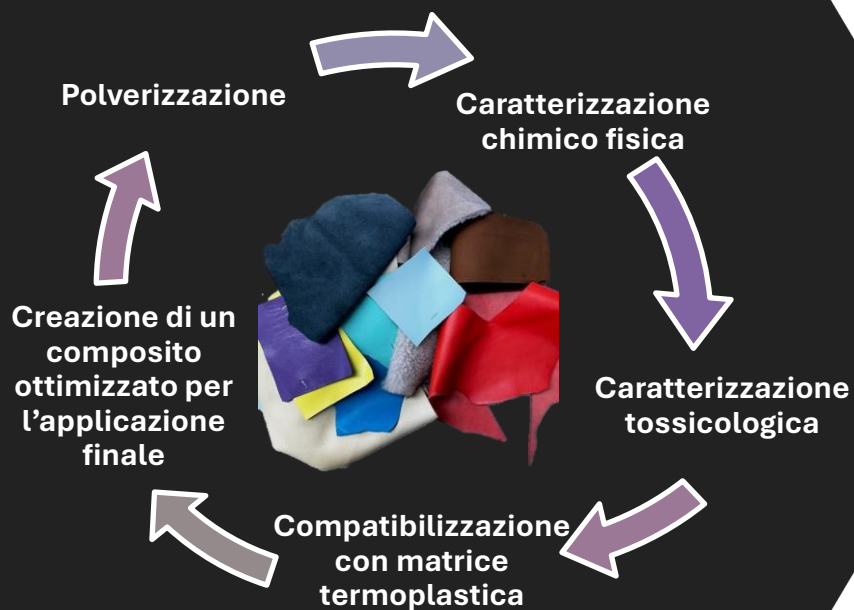 Polverizzazione
Caratterizzazione
chimico fisica
Caratterizzazione
tossicologica
Compatibilizzazione
con matrice
termoplastica
Creazione di un
composito
ottimizzato per
l’applicazione
finale